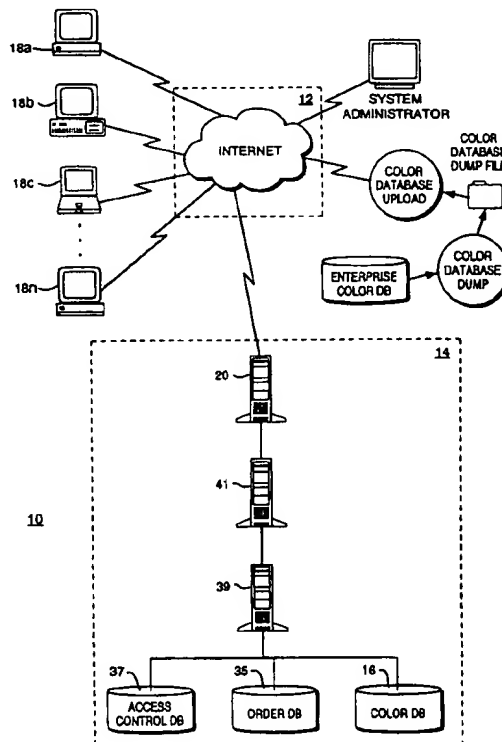 18a
18b
18c
18n
12
INTERNET
SYSTEM
ADMINISTRATOR
COLOR
DATABASE
UPLOAD
COLOR
DATABASE
DUMP FILE
ENTERPRISE
COLOR DB
COLOR
DATABASE
DUMP
14
20
41
10
39
37
ACCESS
CONTROL DB
35
ORDER DB
16
COLOR DB